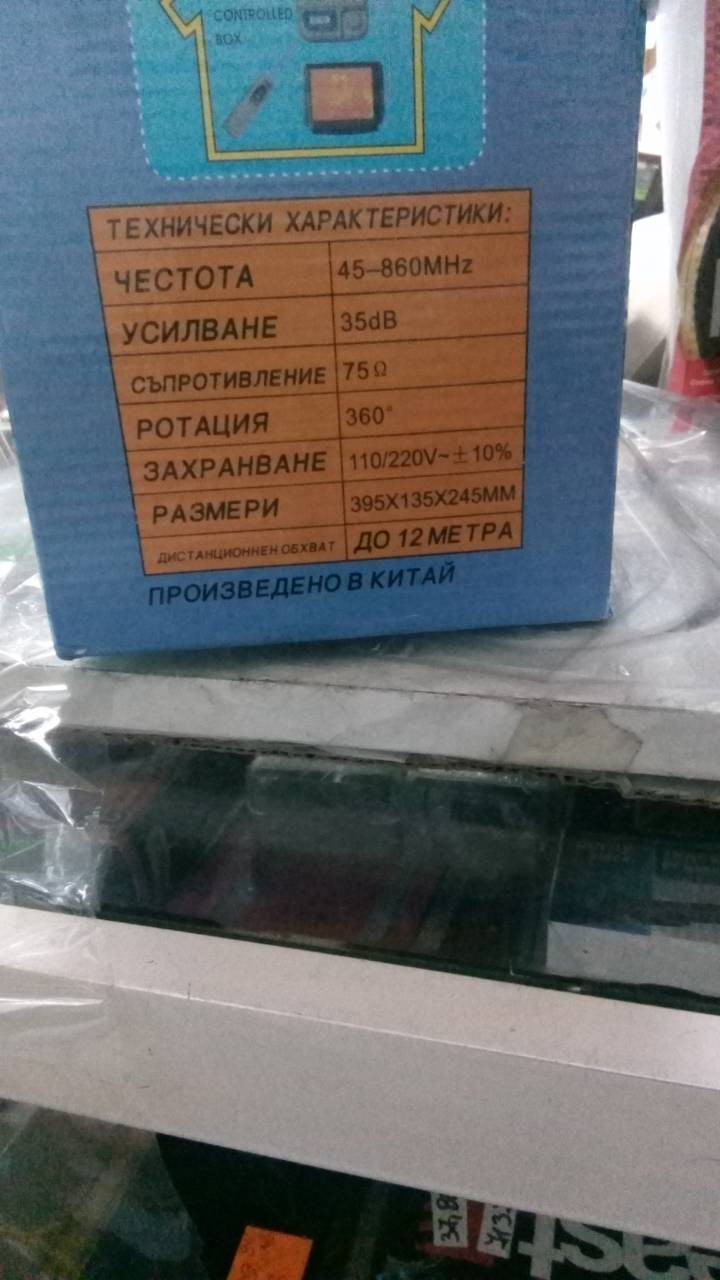 CONTROLLED
BOX
ТЕХНИЧЕСКИ ХАРАКТЕРИСТИКИ:
ЧЕСТОТА 45–860MHz
УСИЛВАНЕ 35dB
СЪПРОТИВЛЕНИЕ 75Ω
РОТАЦИЯ 360°
ЗАХРАНВАНЕ 110/220V~±10%
РАЗМЕРИ 395X135X245MM
ДИСТАНЦИОННЕН ОБХВАТ ДО 12 МЕТРА
ПРОИЗВЕДЕНО В КИТАЙ